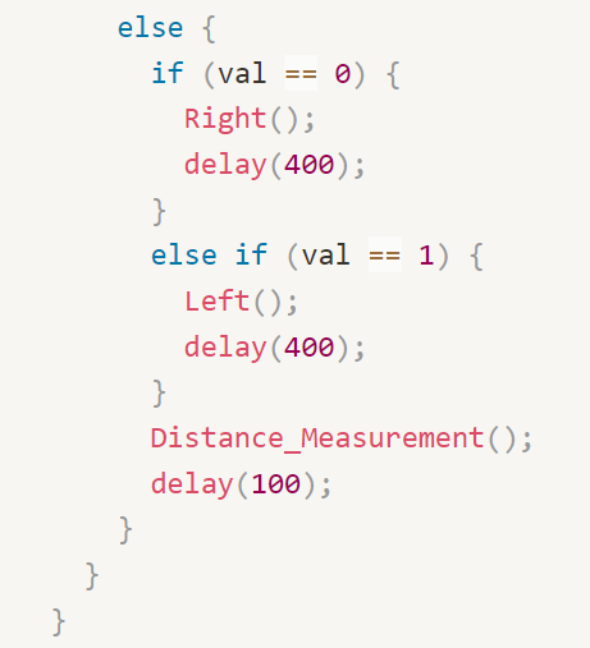 else {
if (val == 0) {
Right();
delay(400);
}
else if (val == 1) {
Left();
delay(400);
}
Distance_Measurement();
delay(100);
}
}
}